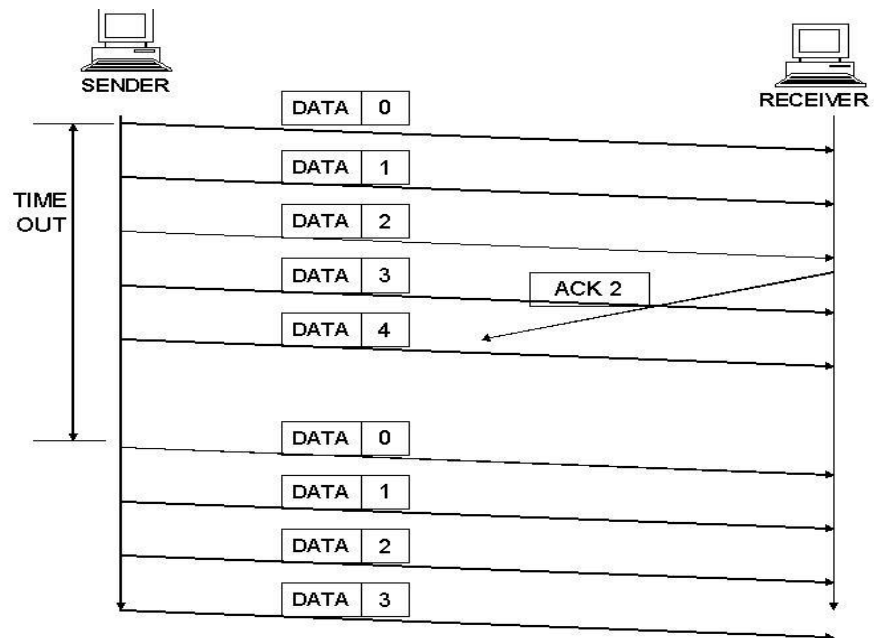 SENDER
RECEIVER
DATA 0
DATA 1
TIME
OUT
DATA 2
DATA 3
ACK 2
DATA 4
DATA 0
DATA 1
DATA 2
DATA 3